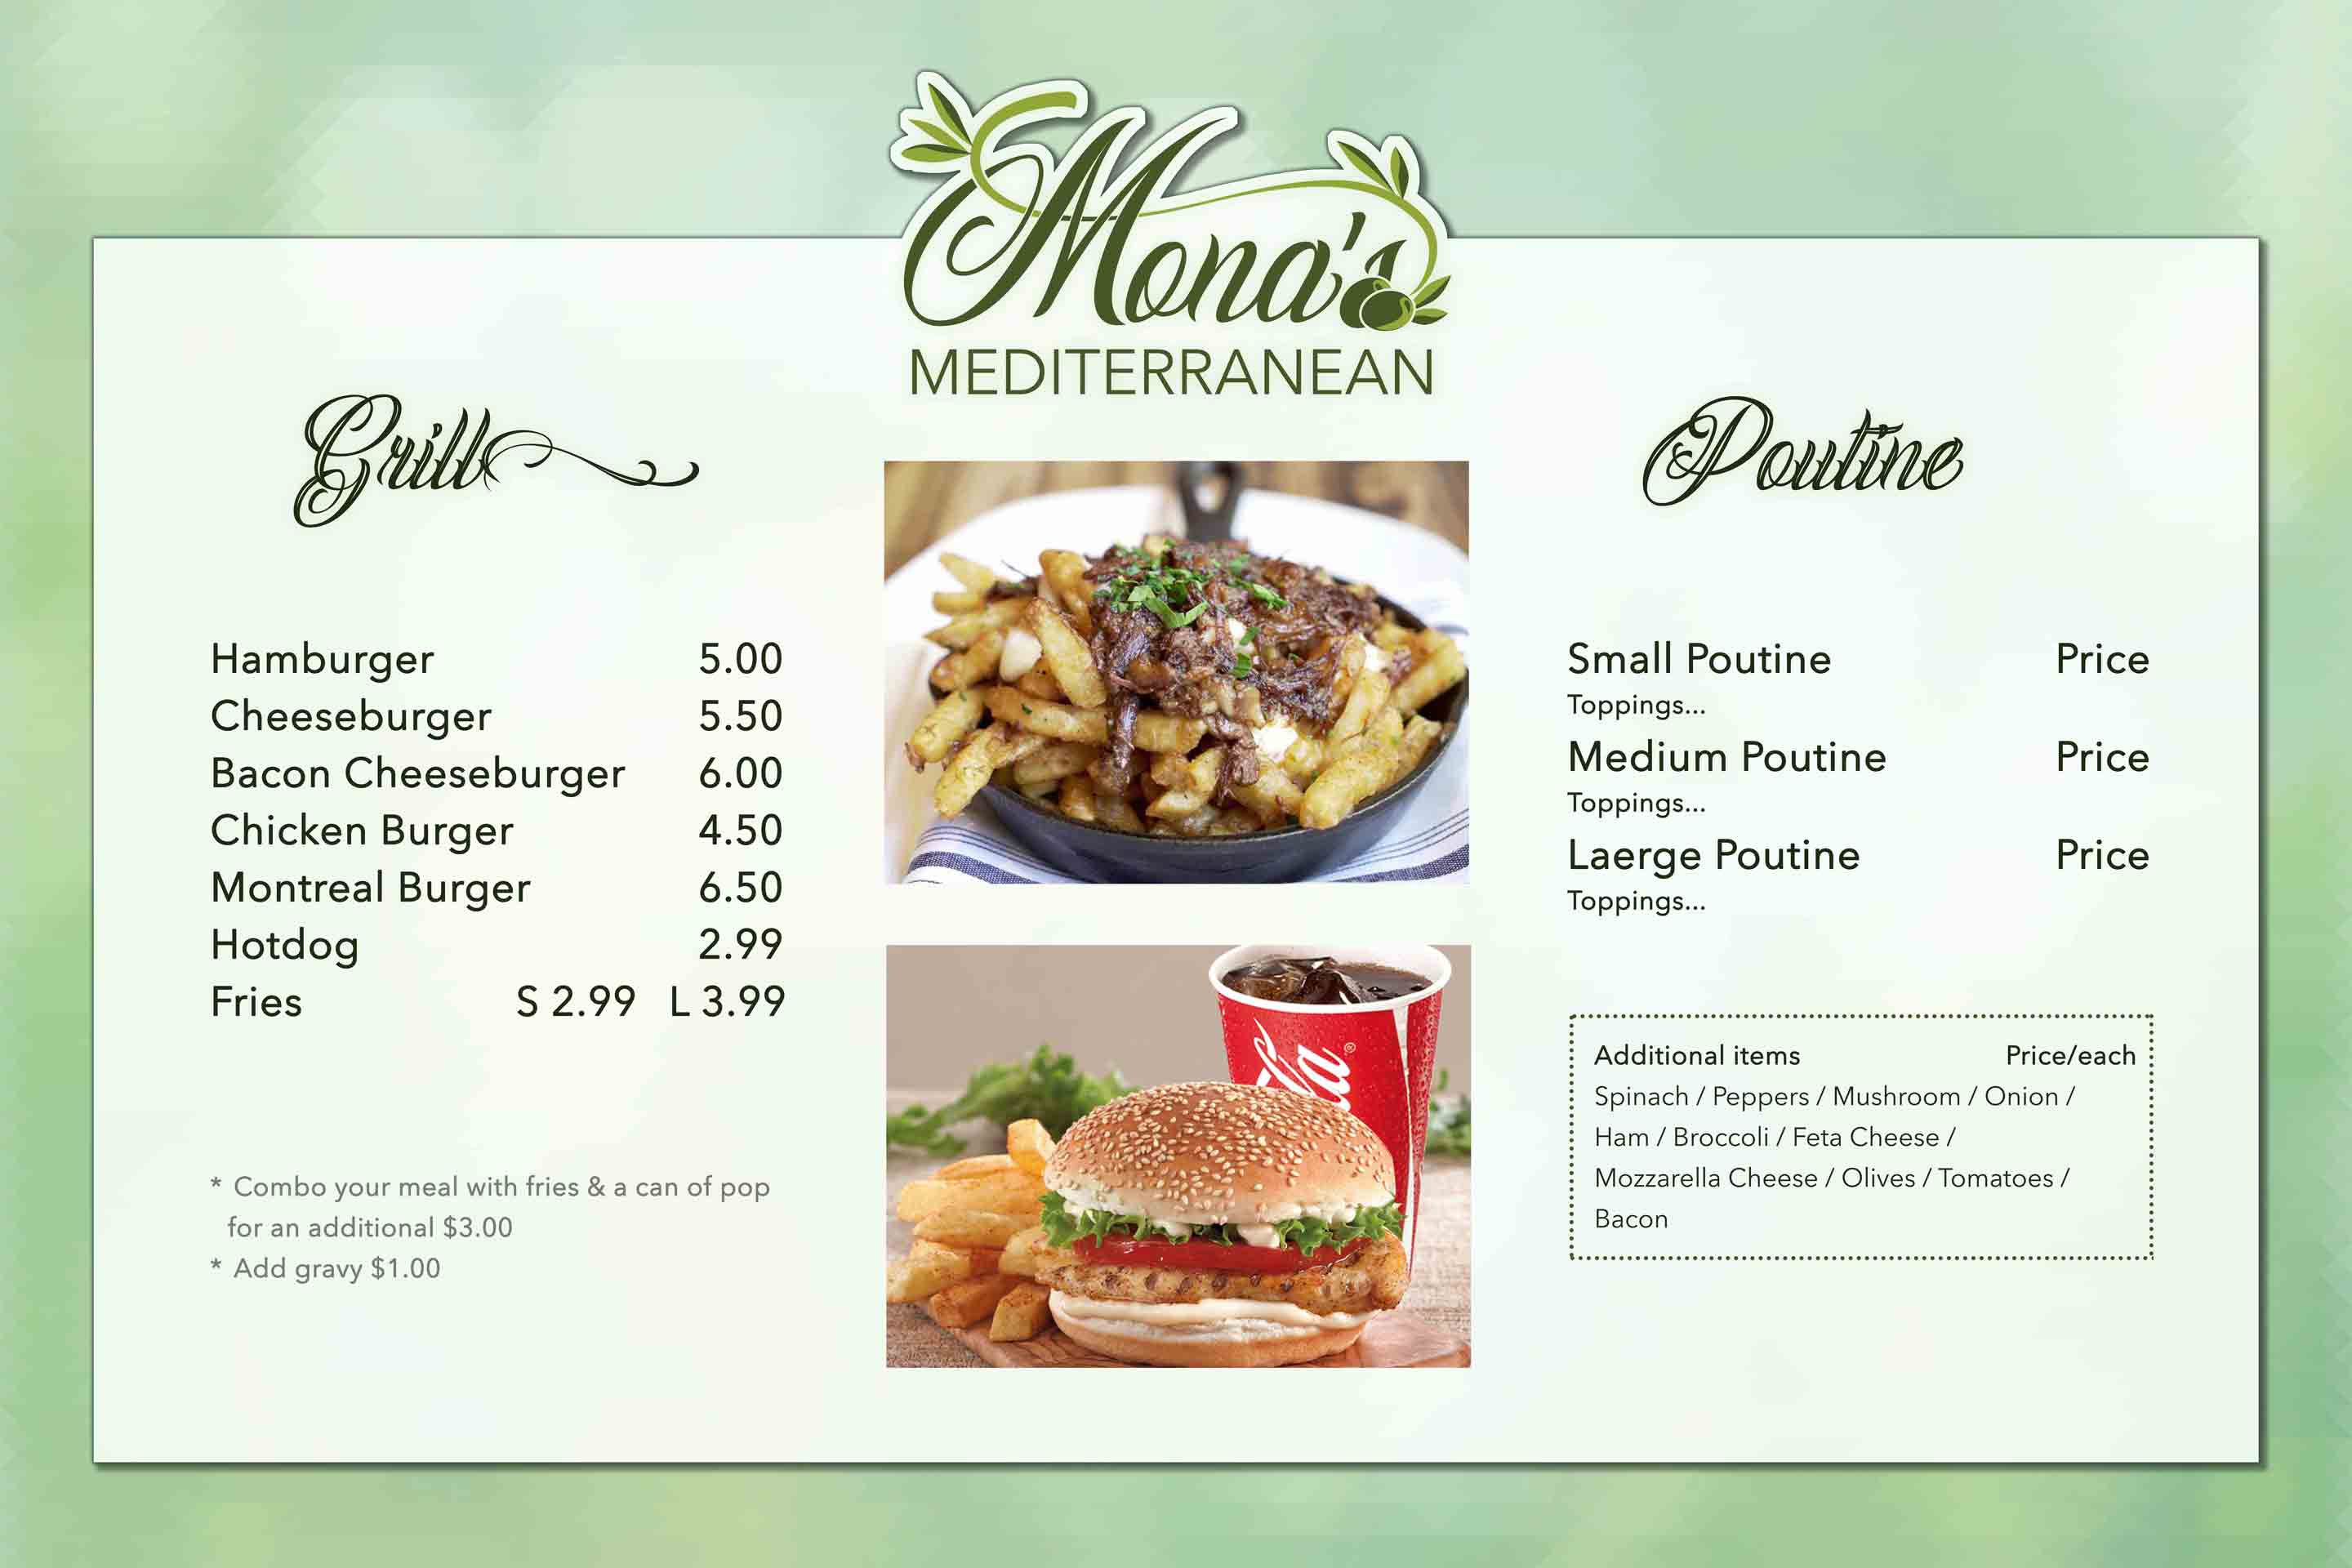 Mona's
MEDITERRANEAN
Grill
Hamburger 5.00
Cheeseburger 5.50
Bacon Cheeseburger 6.00
Chicken Burger 4.50
Montreal Burger 6.50
Hotdog 2.99
Fries S 2.99 L 3.99
* Combo your meal with fries & a can of pop
for an additional $3.00
* Add gravy $1.00
Poutine
Small Poutine Price
Toppings...
Medium Poutine Price
Toppings...
Laerge Poutine Price
Toppings...
Additional items Price/each
Spinach / Peppers / Mushroom / Onion /
Ham / Broccoli / Feta Cheese /
Mozzarella Cheese / Olives / Tomatoes /
Bacon